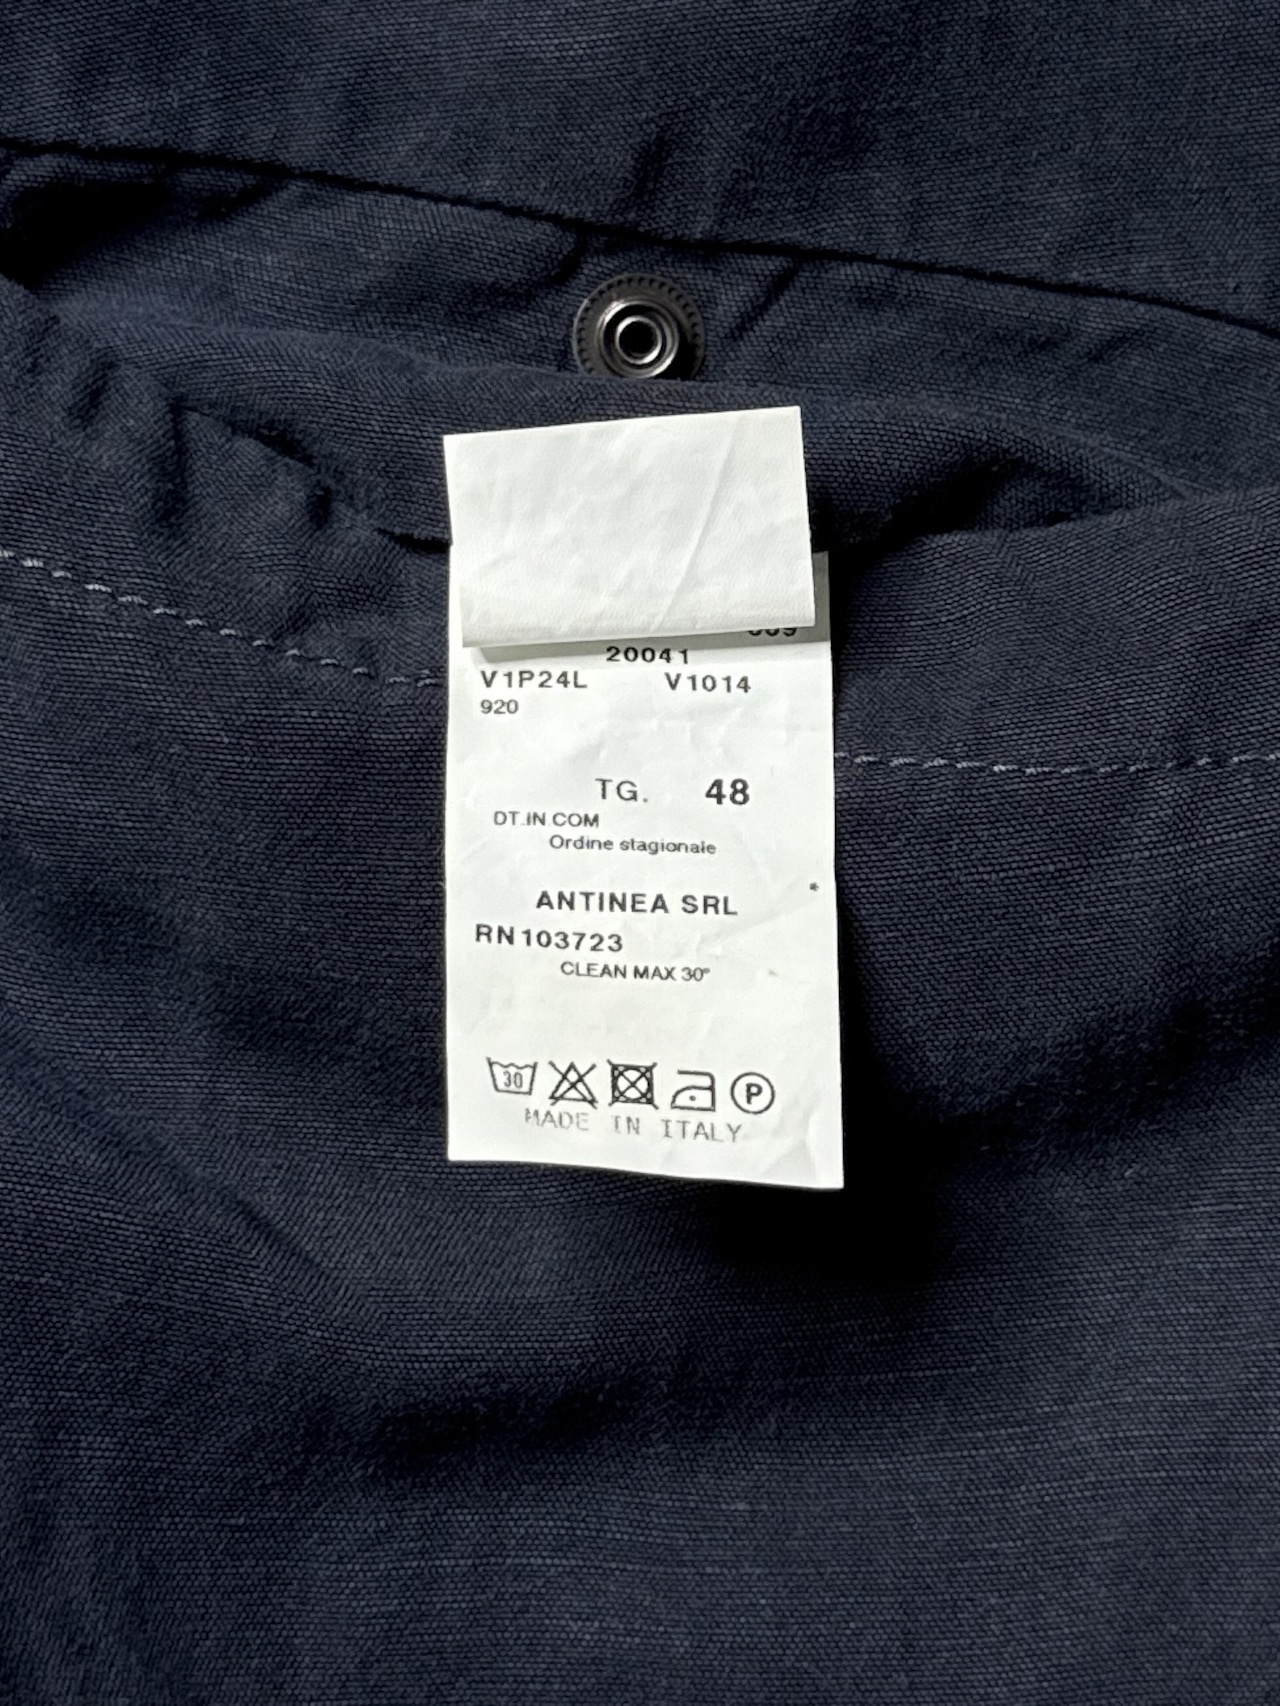 20041
V1P24L V1014
920
TG. 48
DT.IN COM
Ordine stagionale
ANTINEA SRL
RN103723
CLEAN MAX 30°
30 P
MADE IN ITALY